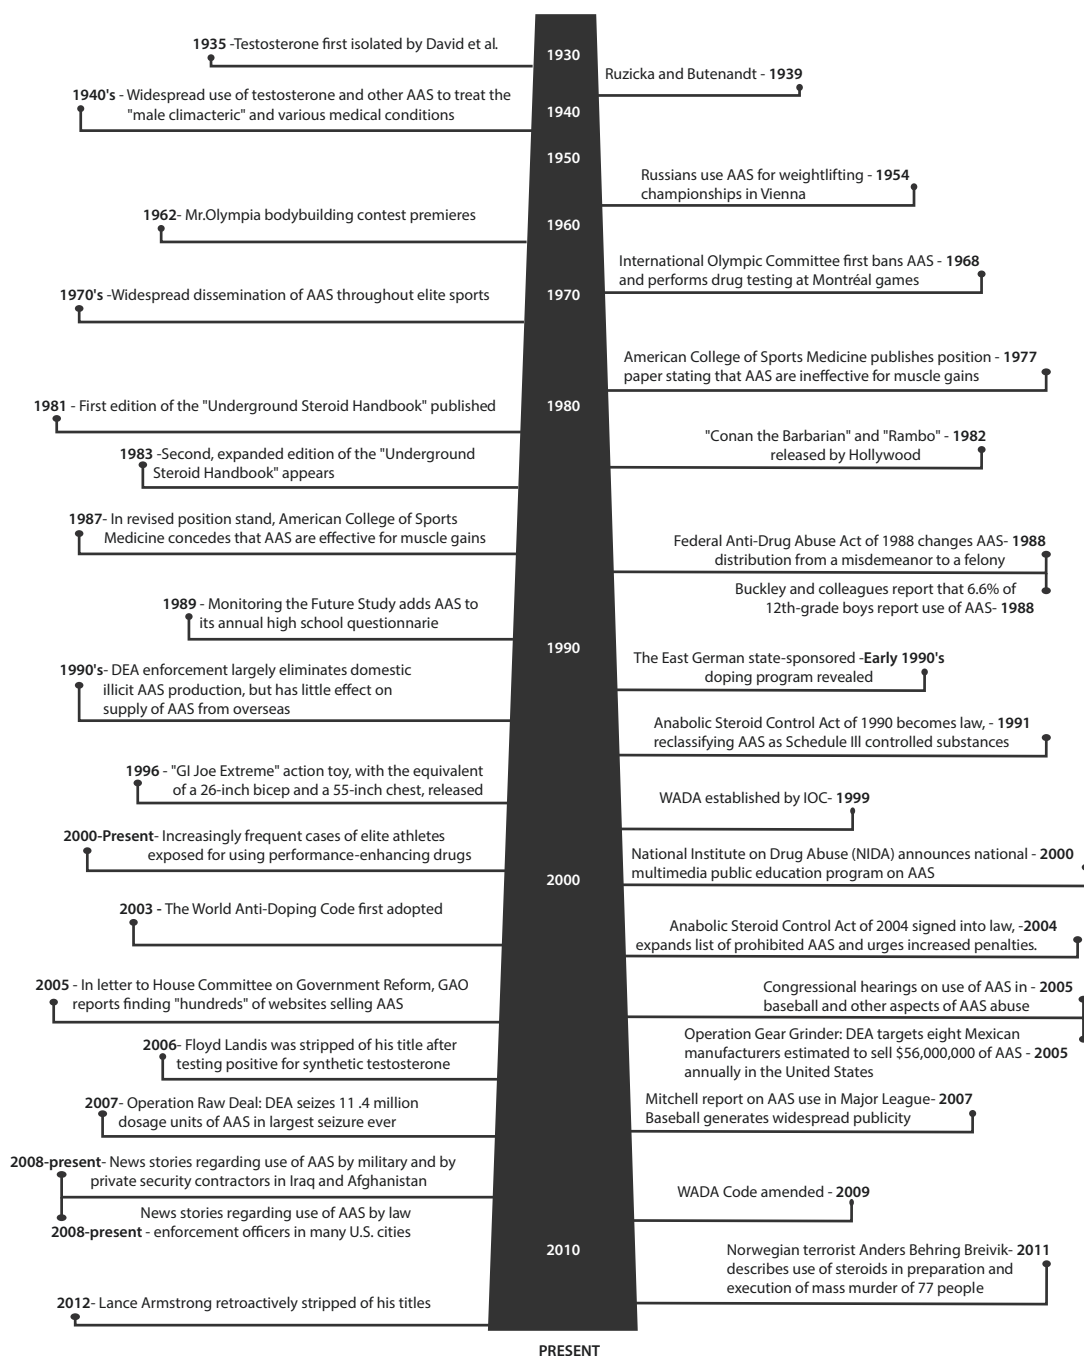 1935 -Testosterone first isolated by David et al.
1930
Ruzicka and Butenandt - 1939
1940's - Widespread use of testosterone and other AAS to treat the
"male climacteric" and various medical conditions
1940
1950
Russians use AAS for weightlifting - 1954
championships in Vienna
1962- Mr.Olympia bodybuilding contest premieres
1960
International Olympic Committee first bans AAS - 1968
and performs drug testing at Montréal games
1970's -Widespread dissemination of AAS throughout elite sports
1970
American College of Sports Medicine publishes position - 1977
paper stating that AAS are ineffective for muscle gains
1981 - First edition of the "Underground Steroid Handbook" published
1980
"Conan the Barbarian" and "Rambo" - 1982
released by Hollywood
1983 -Second, expanded edition of the "Underground
Steroid Handbook" appears
1987- In revised position stand, American College of Sports
Medicine concedes that AAS are effective for muscle gains
Federal Anti-Drug Abuse Act of 1988 changes AAS- 1988
distribution from a misdemeanor to a felony
Buckley and colleagues report that 6.6% of
12th-grade boys report use of AAS- 1988
1989 - Monitoring the Future Study adds AAS to
its annual high school questionnarie
1990
The East German state-sponsored -Early 1990's
doping program revealed
1990's- DEA enforcement largely eliminates domestic
illicit AAS production, but has little effect on
supply of AAS from overseas
Anabolic Steroid Control Act of 1990 becomes law, - 1991
reclassifying AAS as Schedule Ill controlled substances
1996 - "GI Joe Extreme" action toy, with the equivalent
of a 26-inch bicep and a 55-inch chest, released
WADA established by IOC- 1999
2000-Present- Increasingly frequent cases of elite athletes
exposed for using performance-enhancing drugs
National Institute on Drug Abuse (NIDA) announces national - 2000
multimedia public education program on AAS
2000
2003 - The World Anti-Doping Code first adopted
Anabolic Steroid Control Act of 2004 signed into law, -2004
expands list of prohibited AAS and urges increased penalties.
2005 - In letter to House Committee on Government Reform, GAO
reports finding "hundreds" of websites selling AAS
Congressional hearings on use of AAS in - 2005
baseball and other aspects of AAS abuse
Operation Gear Grinder: DEA targets eight Mexican
manufacturers estimated to sell $56,000,000 of AAS - 2005
annually in the United States
2006- Floyd Landis was stripped of his title after
testing positive for synthetic testosterone
2007- Operation Raw Deal: DEA seizes 11 .4 million
dosage units of AAS in largest seizure ever
Mitchell report on AAS use in Major League- 2007
Baseball generates widespread publicity
2008-present- News stories regarding use of AAS by military and by
private security contractors in Iraq and Afghanistan
WADA Code amended - 2009
News stories regarding use of AAS by law
2008-present - enforcement officers in many U.S. cities
2010
Norwegian terrorist Anders Behring Breivik- 2011
describes use of steroids in preparation and
execution of mass murder of 77 people
2012- Lance Armstrong retroactively stripped of his titles
PRESENT